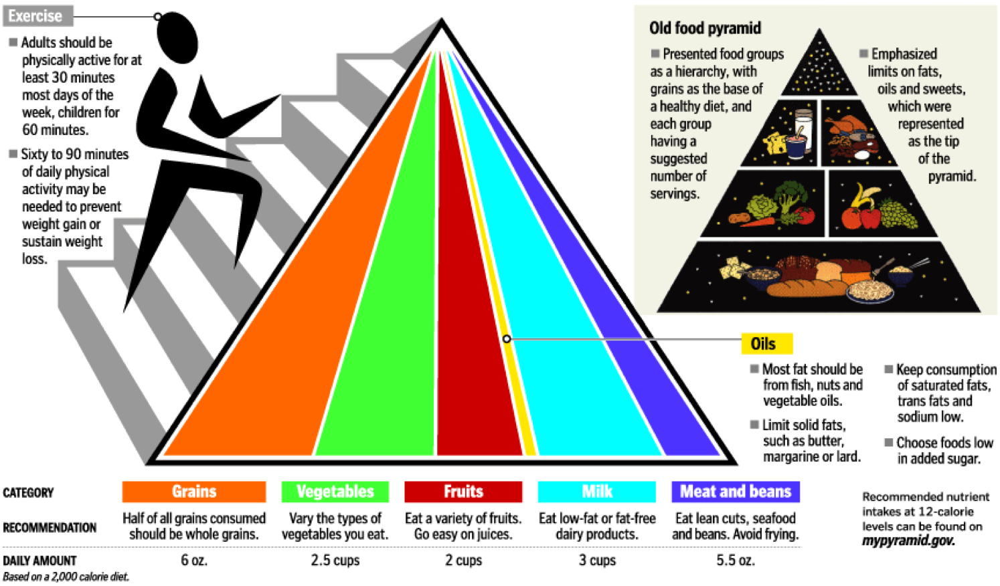 Exercise
Adults should be
physically active for at
least 30 minutes
most days of the
week, children for
60 minutes.
Sixty to 90 minutes
of daily physical
activity may be
needed to prevent
weight gain or
sustain weight
loss.
Old food pyramid
Presented food groups
as a hierarchy, with
grains as the base of
a healthy diet, and
each group
having a
suggested
number of
servings.
Emphasized
limits on fats,
oils and sweets,
which were
represented
as the tip
of the
pyramid.
Oils
Most fat should be
from fish, nuts and
vegetable oils.
Limit solid fats,
such as butter,
margarine or lard.
Keep consumption
of saturated fats,
trans fats and
sodium low.
Choose foods low
in added sugar.
CATEGORY Grains Vegetables Fruits Milk Meat and beans
RECOMMENDATION
Half of all grains consumed
should be whole grains.
Vary the types of
vegetables you eat.
Eat a variety of fruits.
Go easy on juices.
Eat low-fat or fat-free
dairy products.
Eat lean cuts, seafood
and beans. Avoid frying.
DAILY AMOUNT 6 oz. 2.5 cups 2 cups 3 cups 5.5 oz.
Based on a 2,000 calorie diet.
Recommended nutrient
intakes at 12-calorie
levels can be found on
mypyramid.gov.